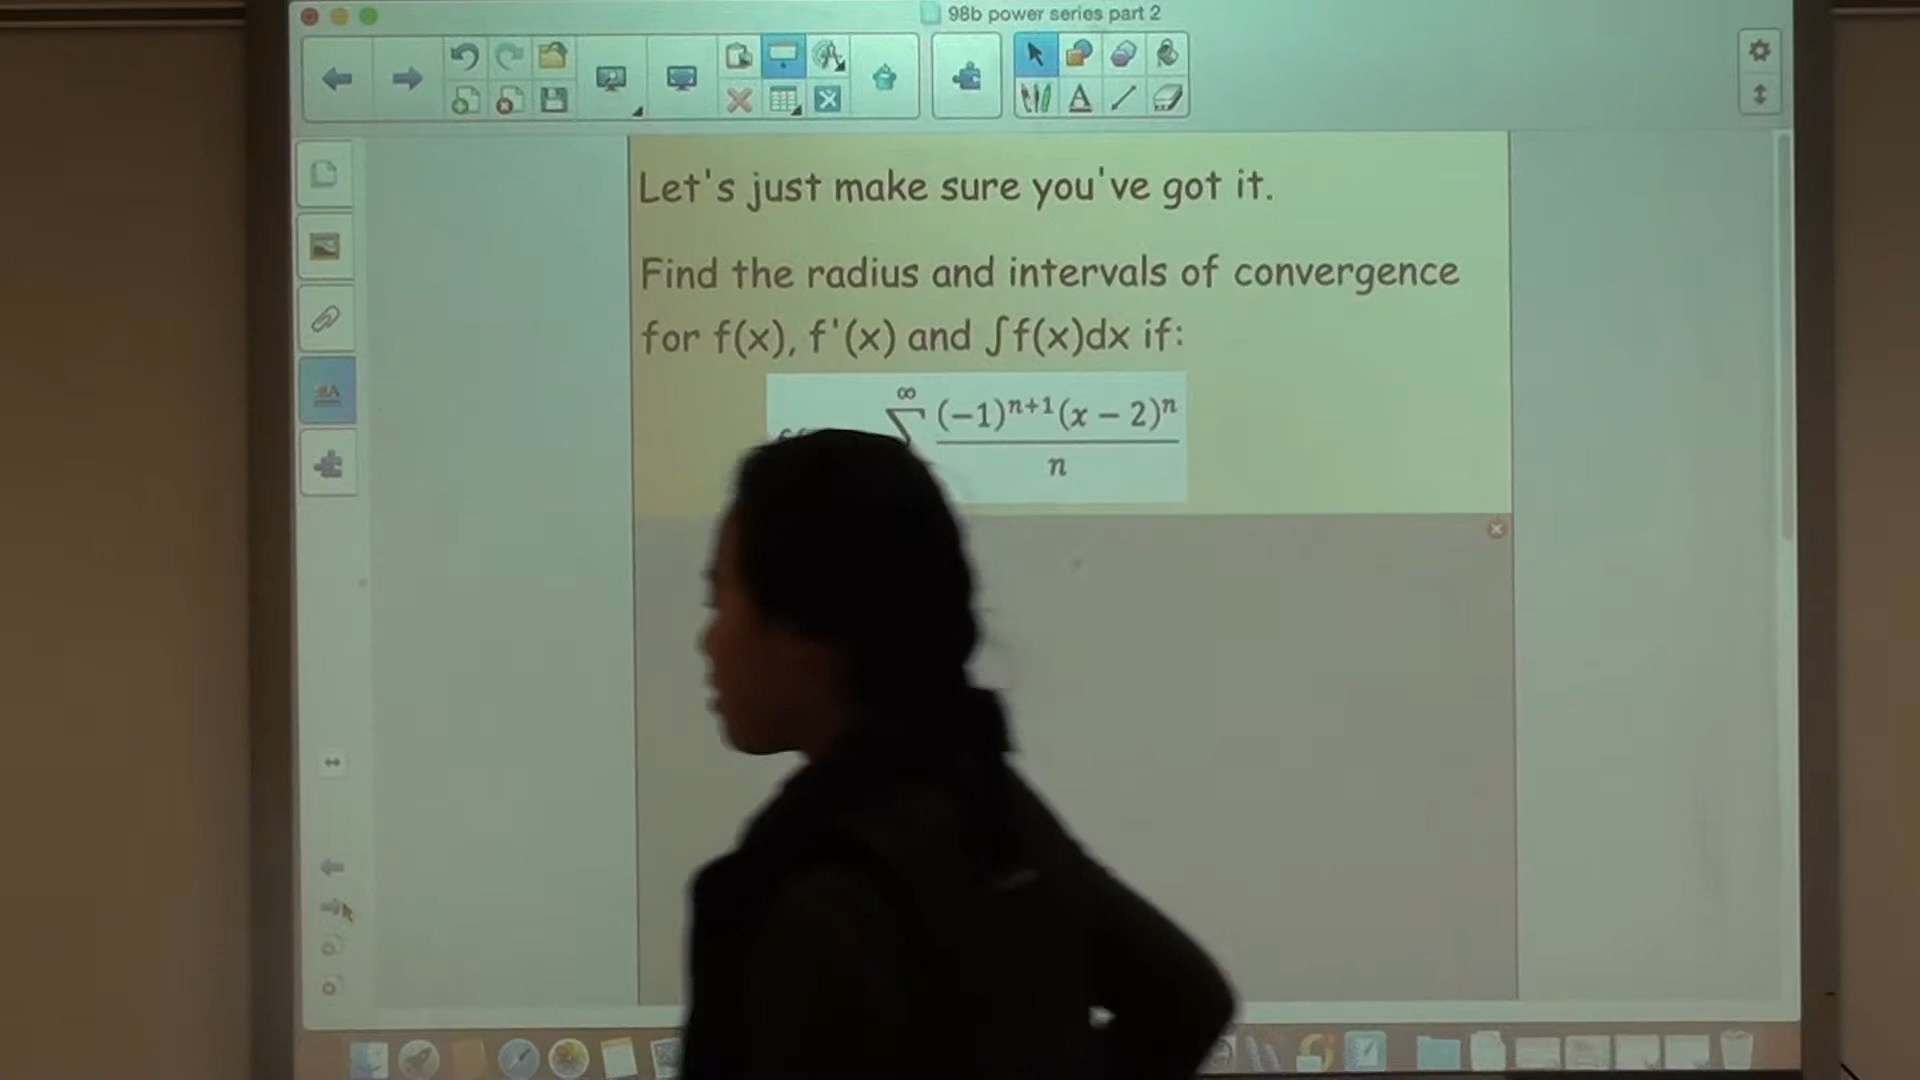 98b power series part 2
Let's just make sure you've got it.
Find the radius and intervals of convergence
for f(x), f'(x) and ∫f(x)dx if:
∞
∑ (-1)ⁿ⁺¹(x – 2)ⁿ
n